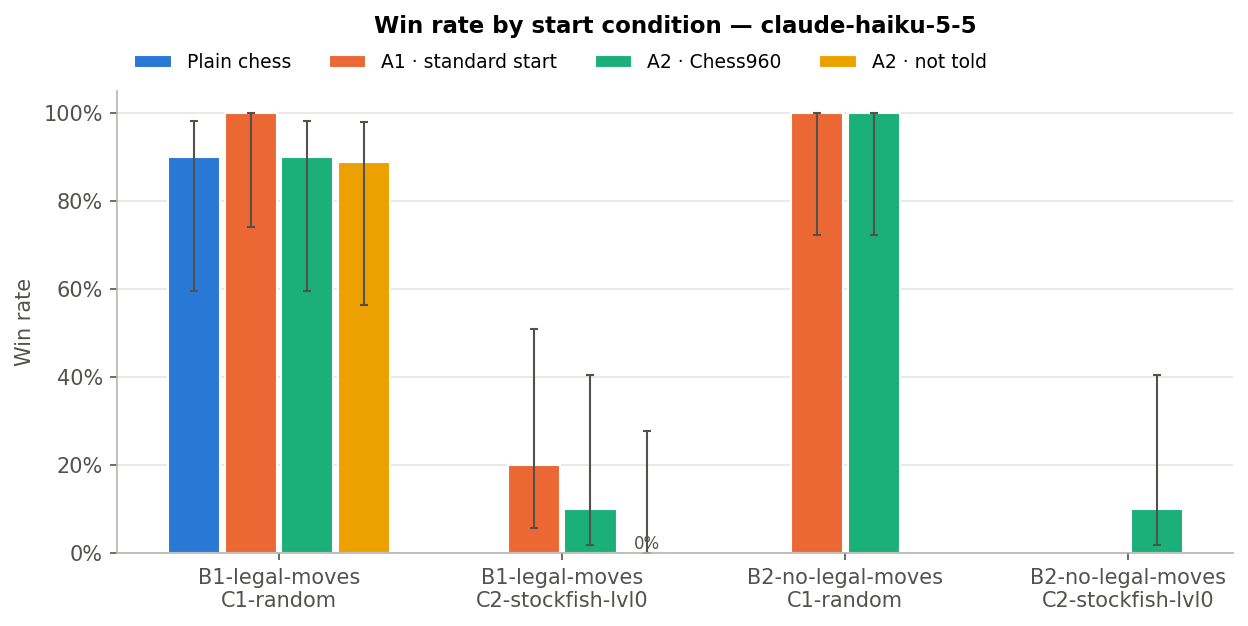 Win rate by start condition — claude-haiku-5-5
Plain chess
A1 · standard start
A2 · Chess960
A2 · not told
100%
80%
60%
40%
20%
0%
Win rate
0%
B1-legal-moves
C1-random
B1-legal-moves
C2-stockfish-lvl0
B2-no-legal-moves
C1-random
B2-no-legal-moves
C2-stockfish-lvl0